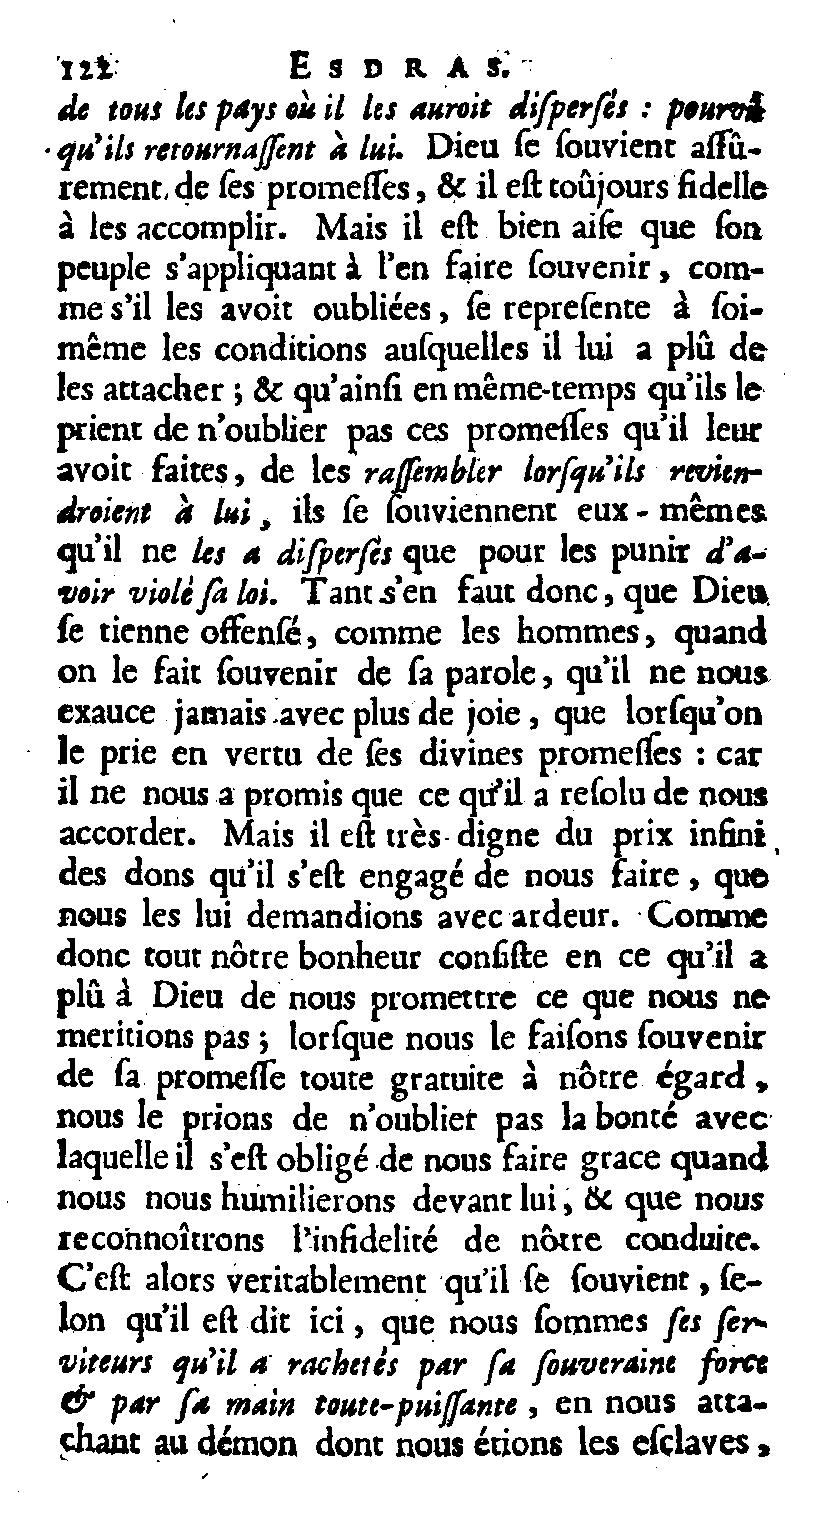 122 ESDRAS.
de tous les pays où il les auroit diſperſés : pourvû
qu'ils retournaſſent à lui. Dieu ſe ſouvient aſſû-
rement de ſes promeſſes, & il eſt toûjours fidelle
à les accomplir. Mais il eſt bien aiſe que ſon
peuple s'appliquant à l'en faire ſouvenir, com-
me s'il les avoit oubliées, ſe repreſente à ſoi-
même les conditions auſquelles il lui a plû de
les attacher ; & qu'ainſi en même-temps qu'ils le
prient de n'oublier pas ces promeſſes qu'il leur
avoit faites, de les raſſembler lorſqu'ils revien-
droient à lui, ils ſe ſouviennent eux-mêmes
qu'il ne les a diſperſés que pour les punir d'a-
voir violé ſa loi. Tant s'en faut donc, que Dieu
ſe tienne offenſé, comme les hommes, quand
on le fait ſouvenir de ſa parole, qu'il ne nous
exauce jamais avec plus de joie, que lorſqu'on
le prie en vertu de ſes divines promeſſes : car
il ne nous a promis que ce qu'il a reſolu de nous
accorder. Mais il eſt très-digne du prix infini
des dons qu'il s'eſt engagé de nous faire, que
nous les lui demandions avec ardeur. Comme
donc tout nôtre bonheur conſiſte en ce qu'il a
plû à Dieu de nous promettre ce que nous ne
meritions pas ; lorſque nous le faiſons ſouvenir
de ſa promeſſe toute gratuite à nôtre égard,
nous le prions de n'oublier pas la bonté avec
laquelle il s'eſt obligé de nous faire grace quand
nous nous humilierons devant lui, & que nous
reconnoîtrons l'infidelité de nôtre conduite.
C'eſt alors veritablement qu'il ſe ſouvient, ſe-
lon qu'il eſt dit ici, que nous ſommes ſes ſer-
viteurs qu'il a rachetés par ſa ſouveraine force
& par ſa main toute-puiſſante, en nous atta-
chant au démon dont nous étions les eſclaves,